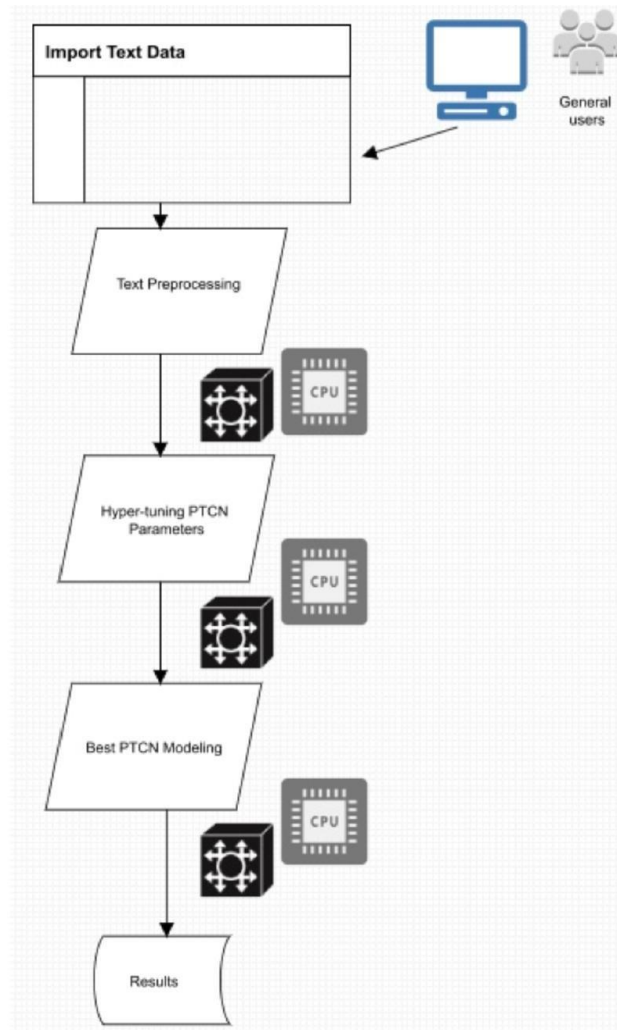 Import Text Data
General
users
Text Preprocessing
CPU
Hyper-tuning PTCN
Parameters
CPU
Best PTCN Modeling
CPU
Results